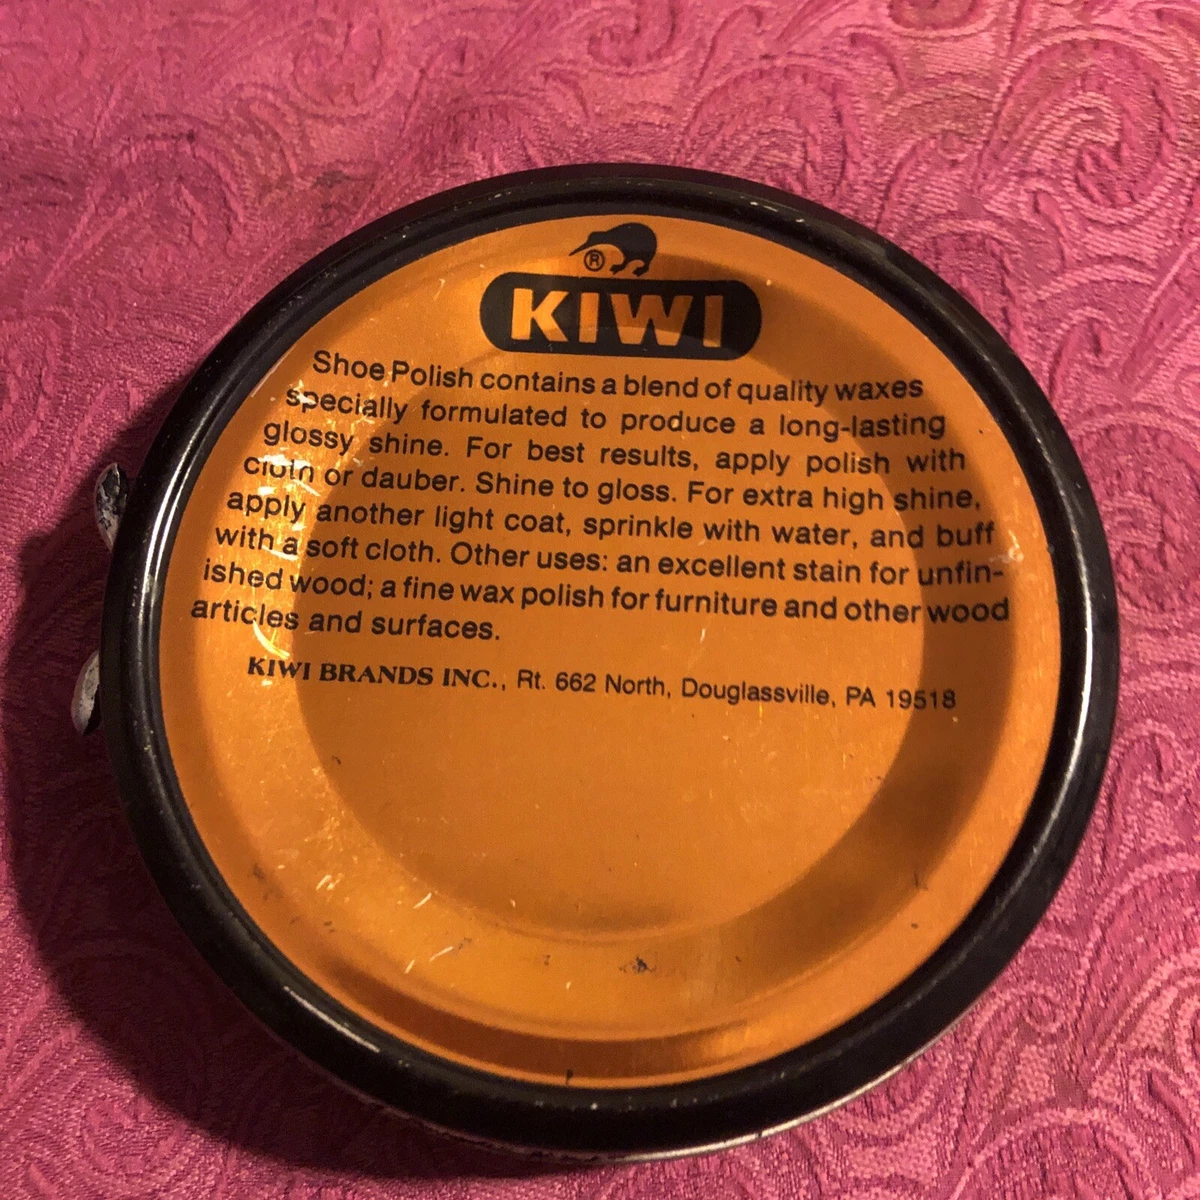 ®
KIWI
Shoe Polish contains a blend of quality waxes
specially formulated to produce a long-lasting
glossy shine. For best results, apply polish with
cloth or dauber. Shine to gloss. For extra high shine,
apply another light coat, sprinkle with water, and buff
with a soft cloth. Other uses: an excellent stain for unfin-
ished wood; a fine wax polish for furniture and other wood
articles and surfaces.
KIWI BRANDS INC., Rt. 662 North, Douglassville, PA 19518